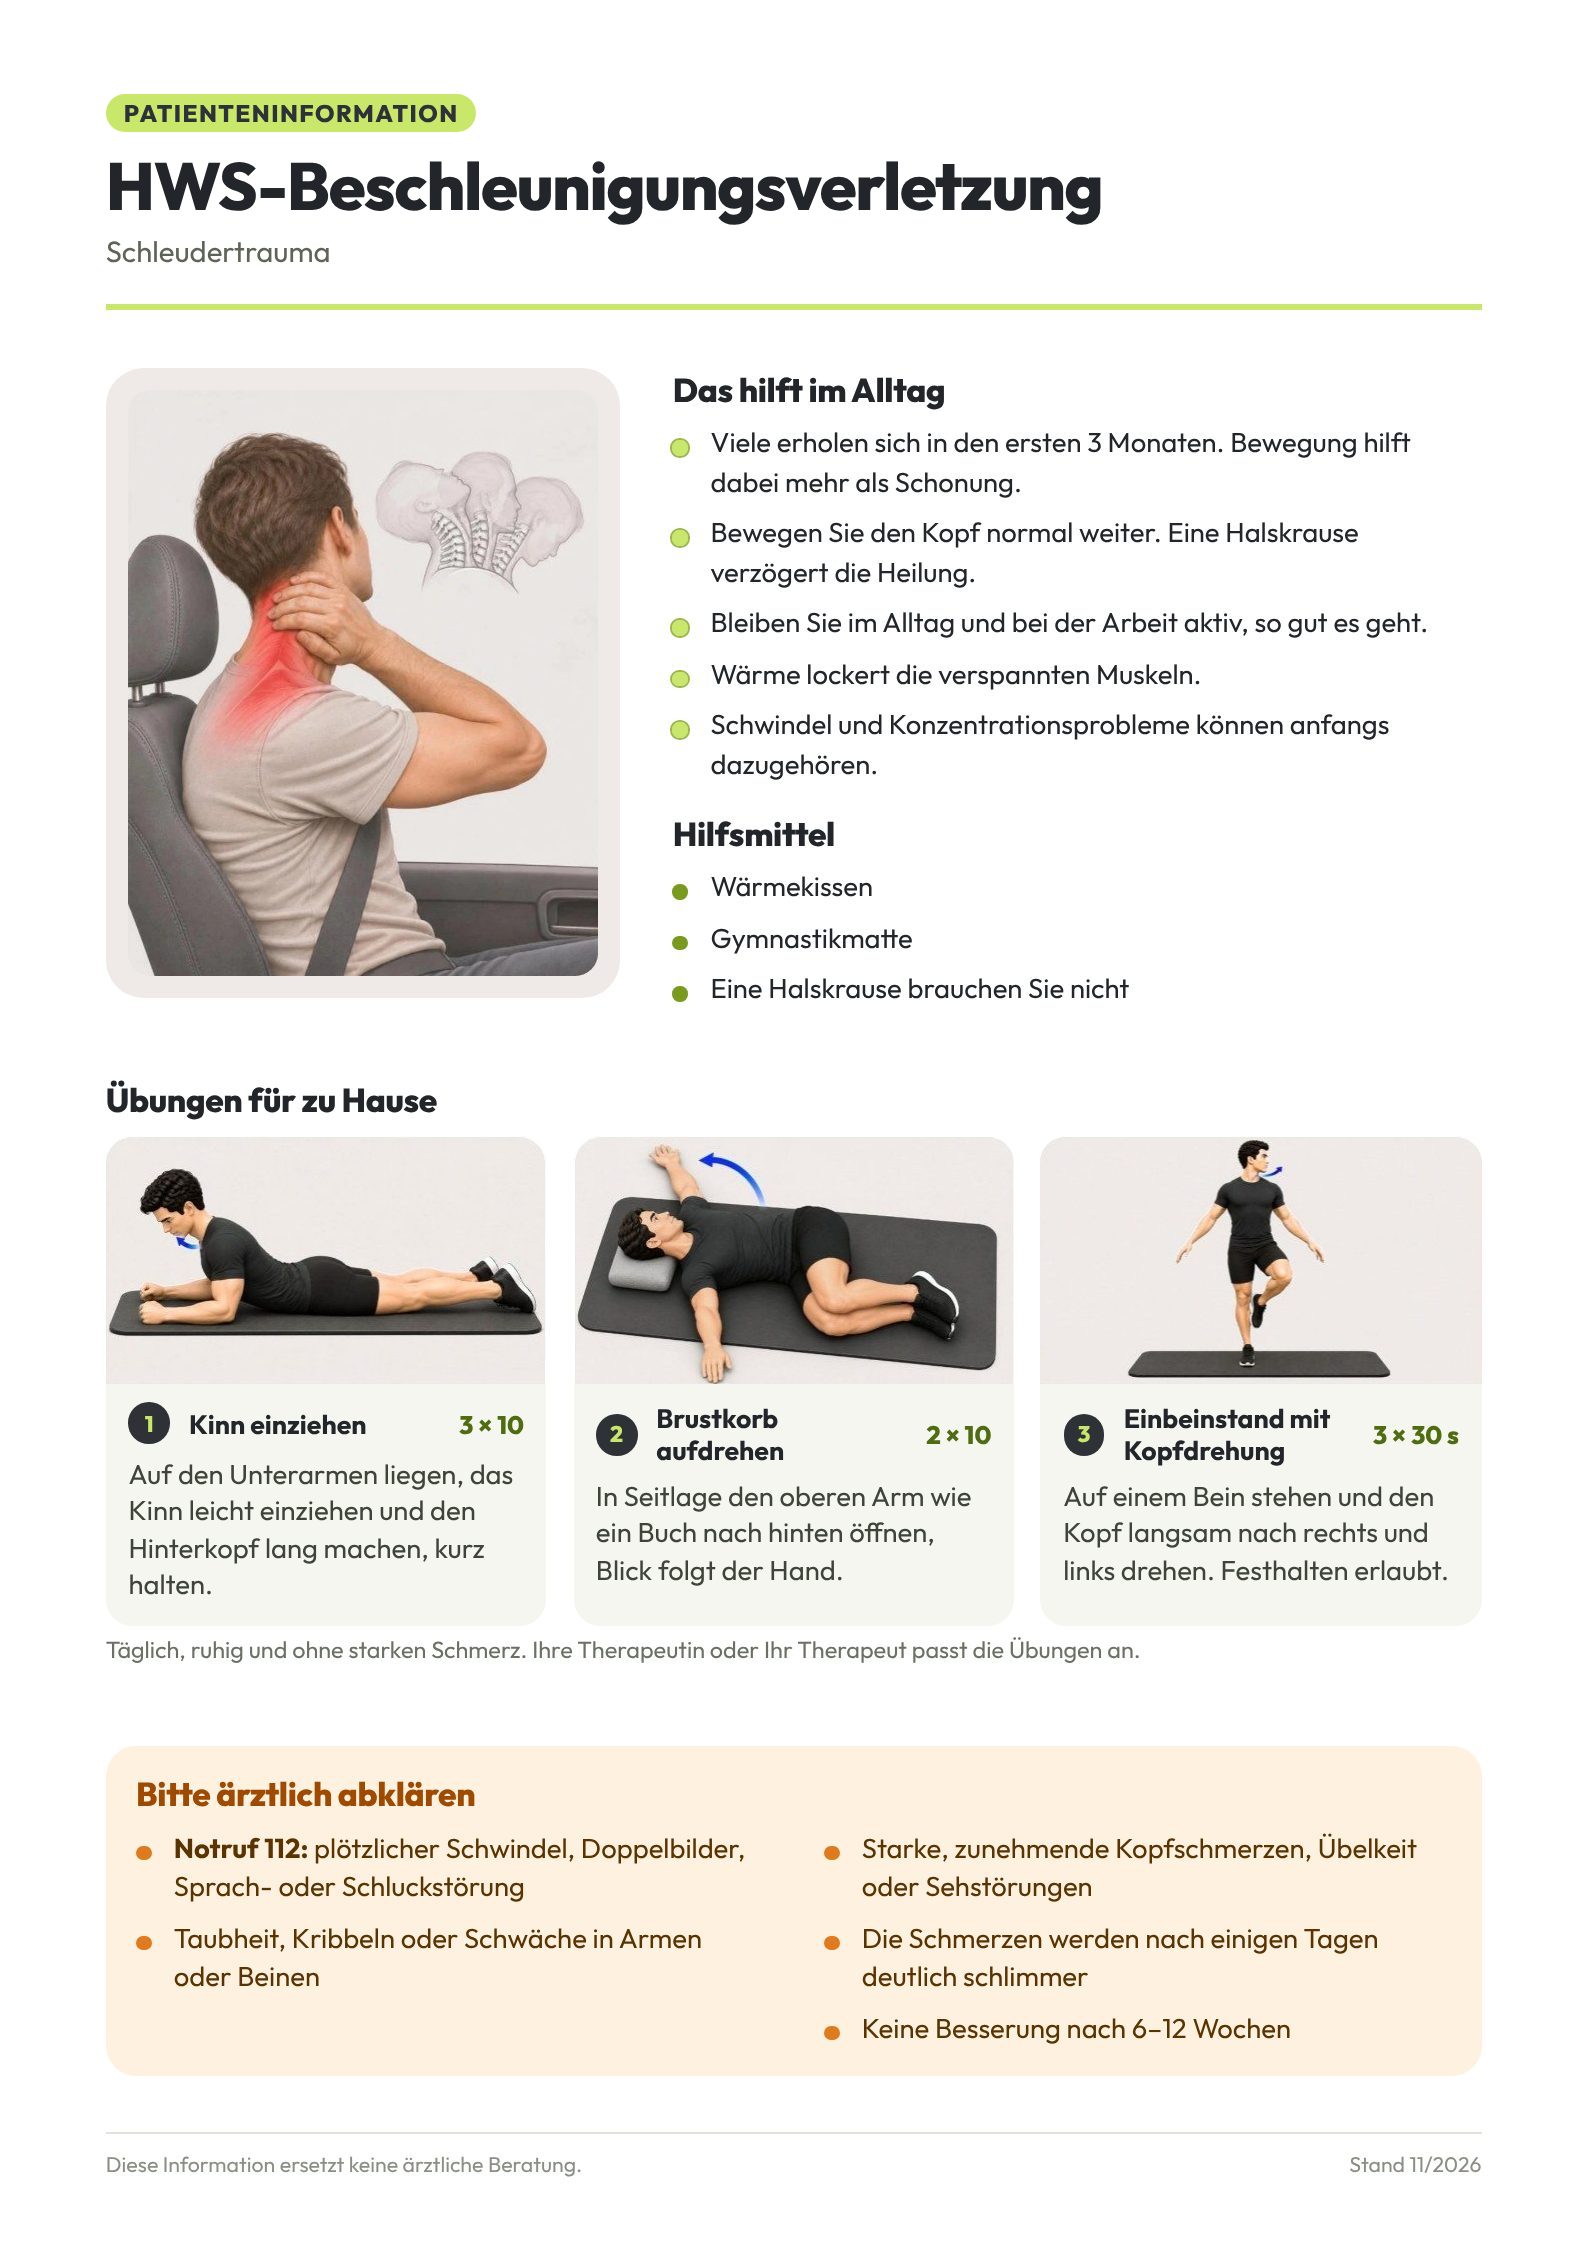 PATIENTENINFORMATION
HWS-Beschleunigungsverletzung
Schleudertrauma
Das hilft im Alltag
Viele erholen sich in den ersten 3 Monaten. Bewegung hilft
dabei mehr als Schonung.
Bewegen Sie den Kopf normal weiter. Eine Halskrause
verzögert die Heilung.
Bleiben Sie im Alltag und bei der Arbeit aktiv, so gut es geht.
Wärme lockert die verspannten Muskeln.
Schwindel und Konzentrationsprobleme können anfangs
dazugehören.
Hilfsmittel
Wärmekissen
Gymnastikmatte
Eine Halskrause brauchen Sie nicht
Übungen für zu Hause
1 Kinn einziehen 3 × 10
Auf den Unterarmen liegen, das
Kinn leicht einziehen und den
Hinterkopf lang machen, kurz
halten.
2 Brustkorb
aufdrehen 2 × 10
In Seitlage den oberen Arm wie
ein Buch nach hinten öffnen,
Blick folgt der Hand.
3 Einbeinstand mit
Kopfdrehung 3 × 30 s
Auf einem Bein stehen und den
Kopf langsam nach rechts und
links drehen. Festhalten erlaubt.
Täglich, ruhig und ohne starken Schmerz. Ihre Therapeutin oder Ihr Therapeut passt die Übungen an.
Bitte ärztlich abklären
Notruf 112: plötzlicher Schwindel, Doppelbilder,
Sprach- oder Schluckstörung
Taubheit, Kribbeln oder Schwäche in Armen
oder Beinen
Starke, zunehmende Kopfschmerzen, Übelkeit
oder Sehstörungen
Die Schmerzen werden nach einigen Tagen
deutlich schlimmer
Keine Besserung nach 6–12 Wochen
Diese Information ersetzt keine ärztliche Beratung.
Stand 11/2026